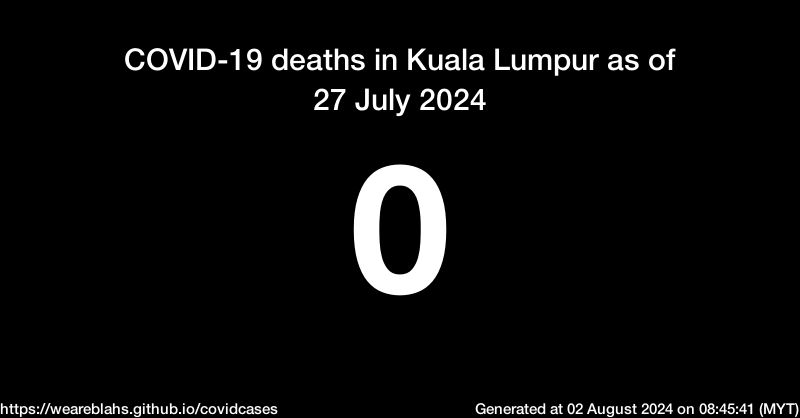 COVID-19 deaths in Kuala Lumpur as of
27 July 2024
0
https://weareblahs.github.io/covidcases
Generated at 02 August 2024 on 08:45:41 (MYT)